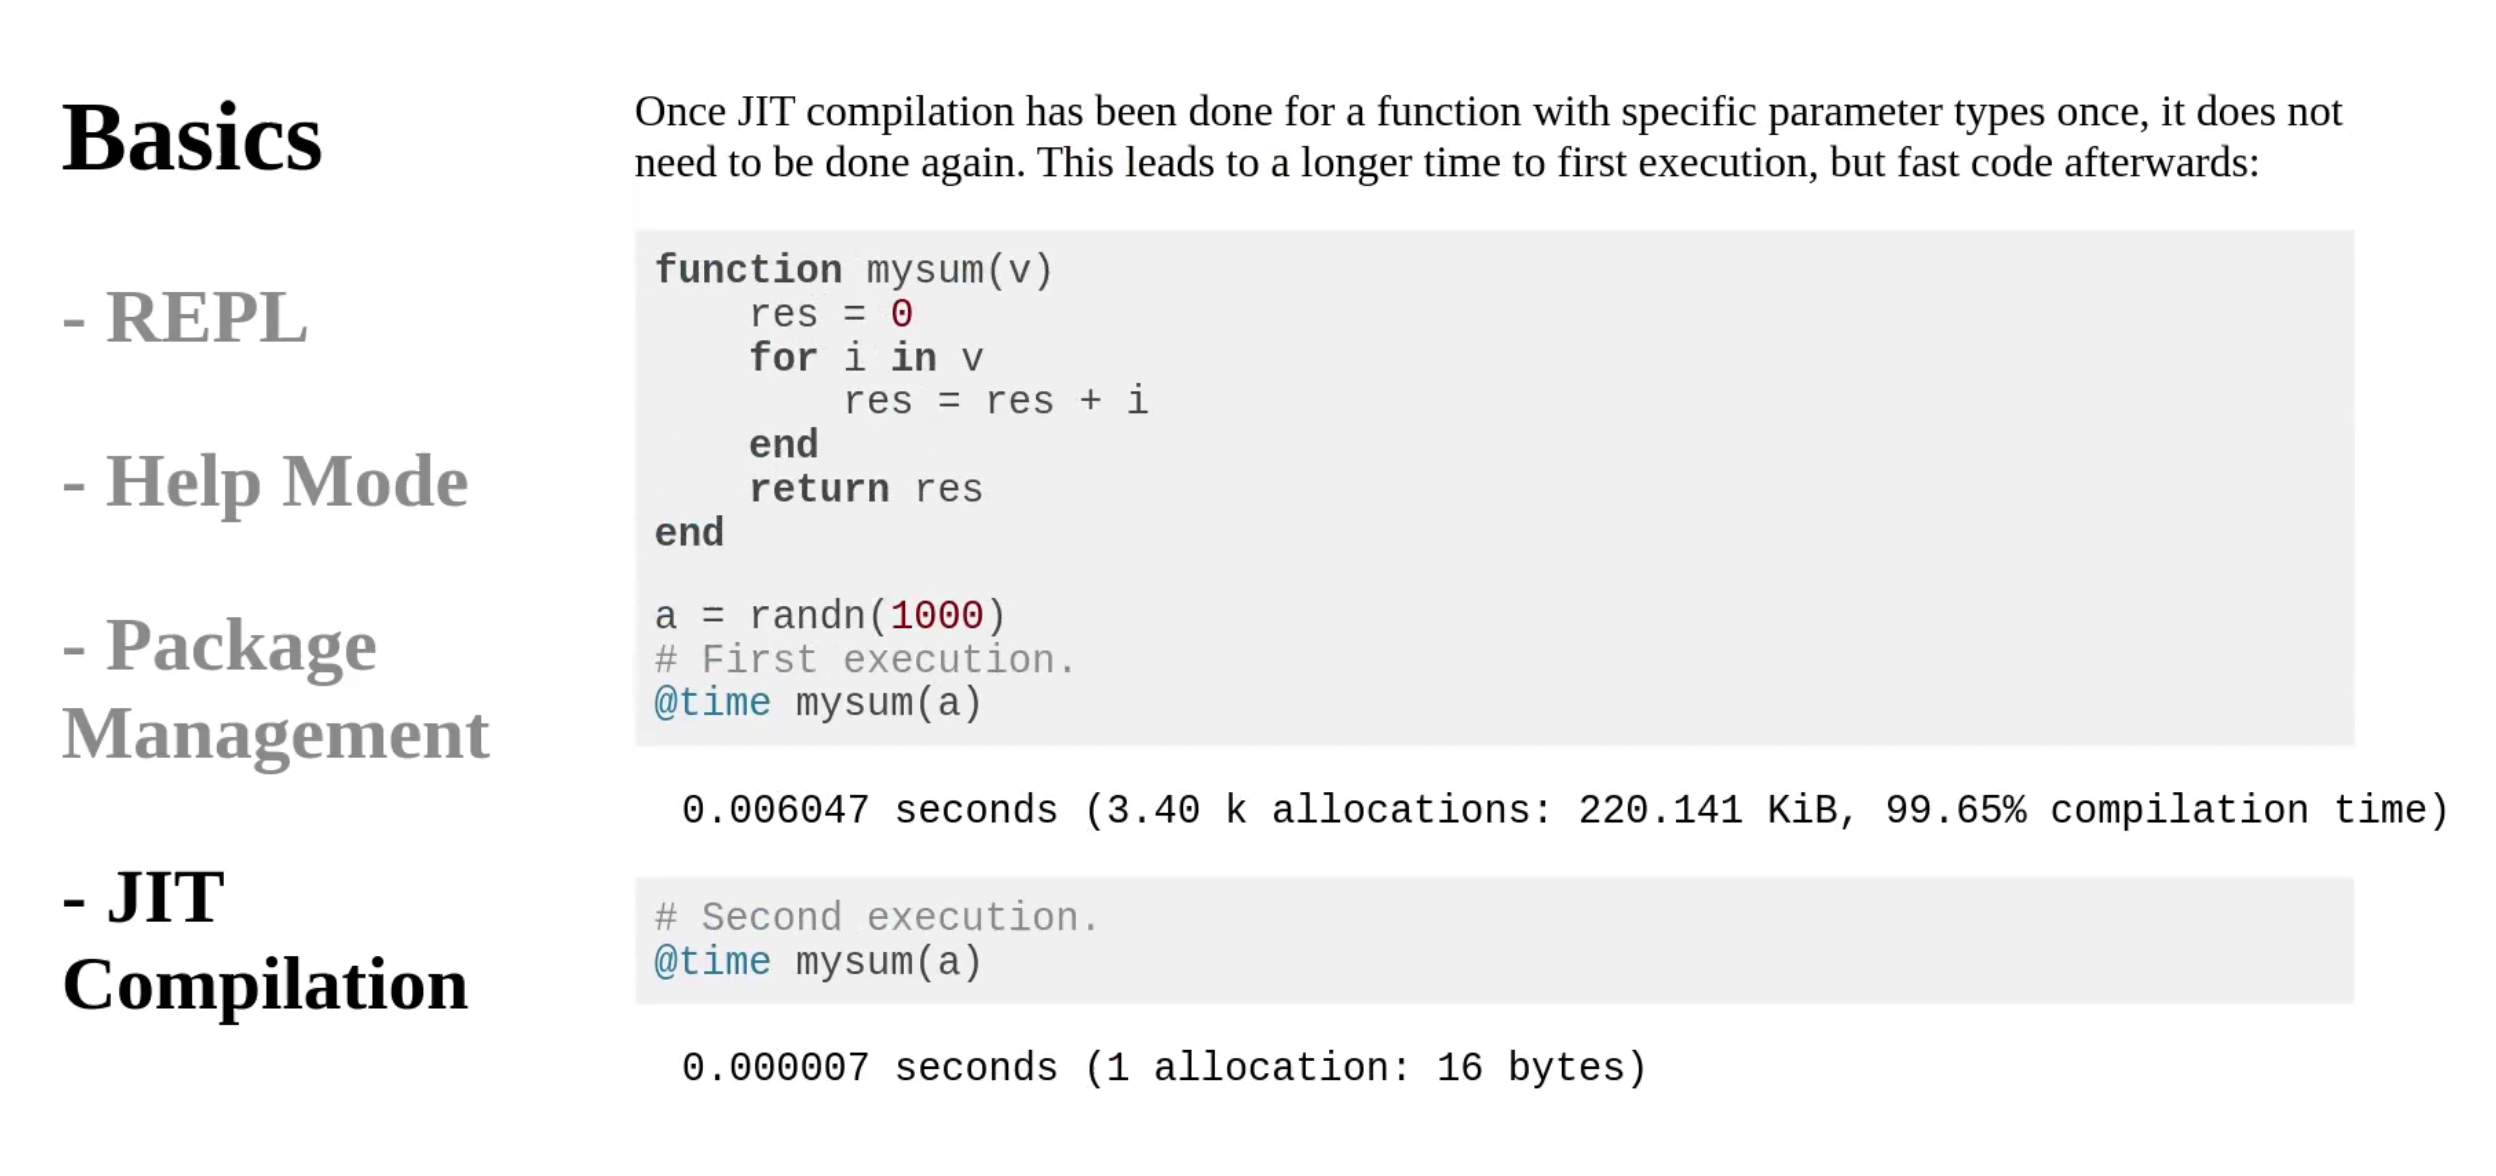 Basics
- REPL
- Help Mode
- Package
Management
- JIT
Compilation
Once JIT compilation has been done for a function with specific parameter types once, it does not
need to be done again. This leads to a longer time to first execution, but fast code afterwards:
function mysum(v)
    res = 0
    for i in v
        res = res + i
    end
    return res
end

a = randn(1000)
# First execution.
@time mysum(a)
0.006047 seconds (3.40 k allocations: 220.141 KiB, 99.65% compilation time)
# Second execution.
@time mysum(a)
0.000007 seconds (1 allocation: 16 bytes)